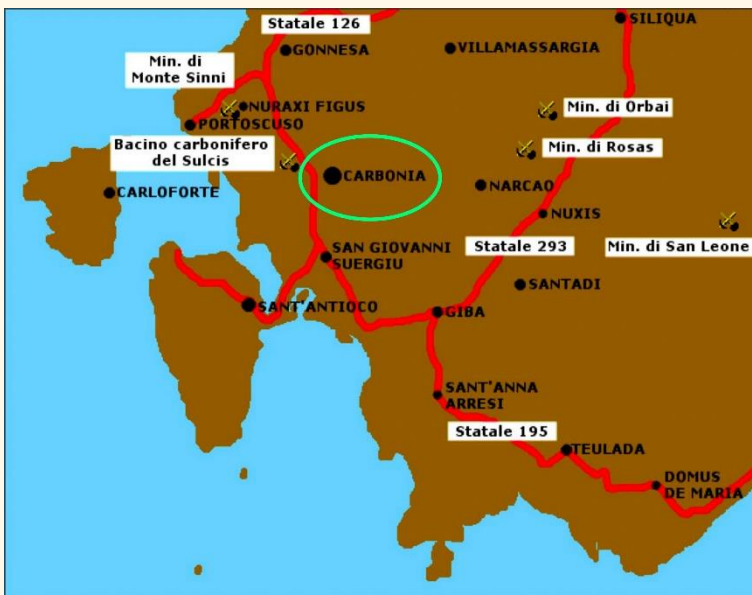 Statale 126
SILIQUA
GONNESA
VILLAMASSARGIA
Min. di
Monte Sinni
NURAXI FIGUS
PORTOSCUSO
Min. di Orbai
Bacino carbonifero
del Sulcis
Min. di Rosas
CARBONIA
CARLOFORTE
NARCAO
NUXIS
Min. di San Leone
SAN GIOVANNI
SUERGIU
Statale 293
SANTADI
SANT'ANTIOCO
GIBA
SANT'ANNA
ARRESI
Statale 195
TEULADA
DOMUS
DE MARIA